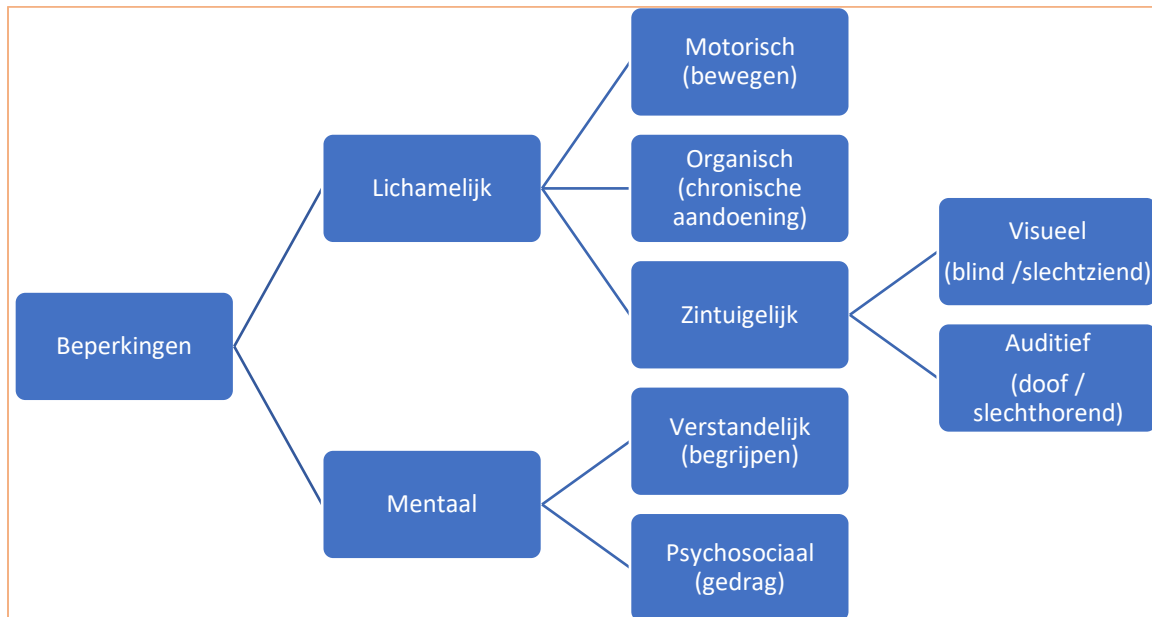 Beperkingen
Lichamelijk
Motorisch
(bewegen)
Organisch
(chronische
aandoening)
Zintuigelijk
Visueel
(blind /slechtziend)
Auditief
(doof /
slechthorend)
Mentaal
Verstandelijk
(begrijpen)
Psychosociaal
(gedrag)